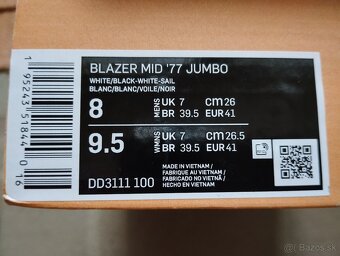 BLAZER MID '77 JUMBO
WHITE/BLACK-WHITE-SAIL
BLANC/BLANC/VOILE/NOIR
8 MENS UK 7 CM 26
BR 39.5 EUR 41
9.5 WMNS UK 7 CM 26.5
BR 39.5 EUR 41
MADE IN VIETNAM /
FABRIQUE AU VIETNAM /
FABRICADO NO VIETNÃ /
HECHO EN VIETNAM
DD3111 100
1 95243 51844 0 16
Bazos.sk